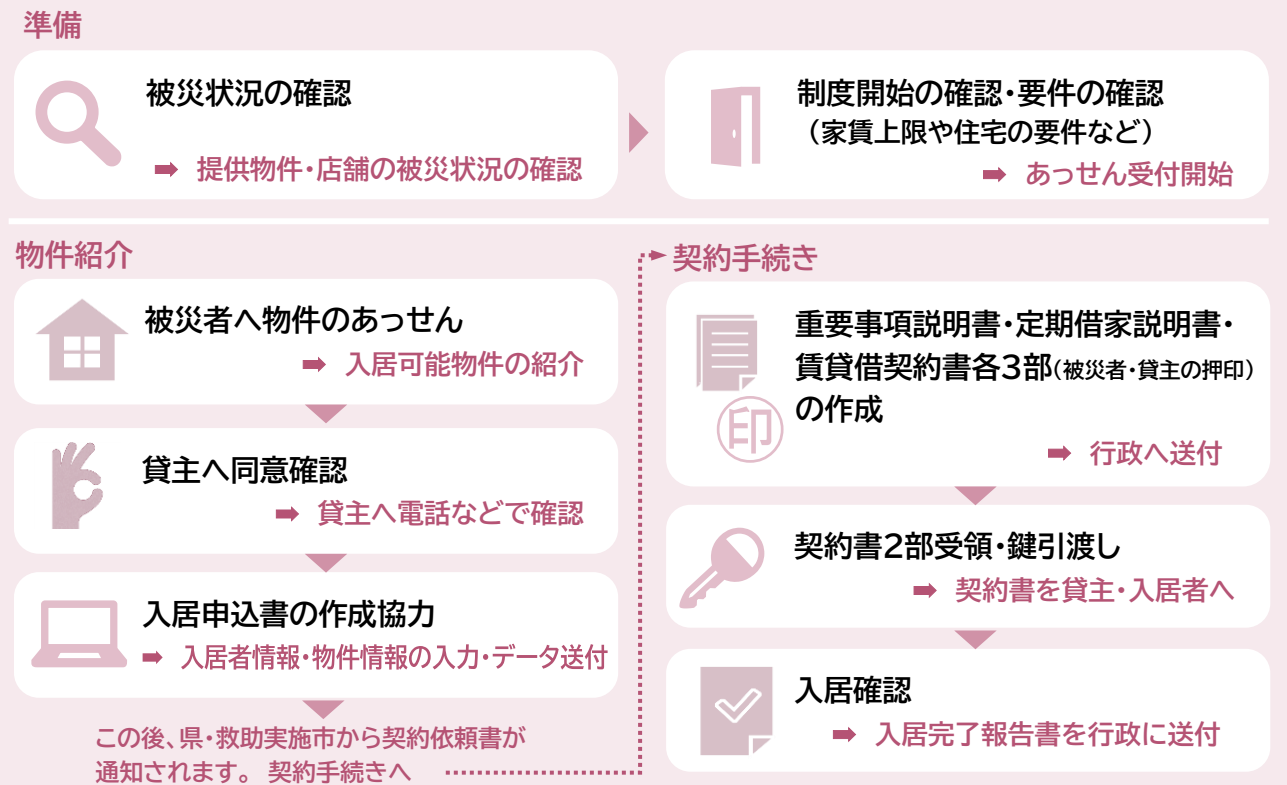 準備
被災状況の確認
➡ 提供物件・店舗の被災状況の確認
制度開始の確認・要件の確認
（家賃上限や住宅の要件など）
➡ あっせん受付開始
物件紹介
被災者へ物件のあっせん
➡ 入居可能物件の紹介
貸主へ同意確認
➡ 貸主へ電話などで確認
入居申込書の作成協力
➡ 入居者情報・物件情報の入力・データ送付
この後、県・救助実施市から契約依頼書が
通知されます。 契約手続きへ
契約手続き
重要事項説明書・定期借家説明書・
賃貸借契約書各3部（被災者・貸主の押印）
の作成
印
➡ 行政へ送付
契約書2部受領・鍵引渡し
➡ 契約書を貸主・入居者へ
入居確認
➡ 入居完了報告書を行政に送付